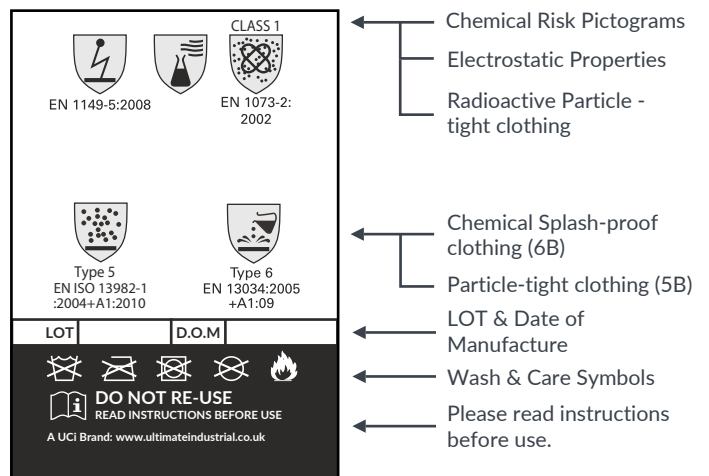 CLASS 1
EN 1149-5:2008
EN 1073-2:
2002
Type 5
EN ISO 13982-1
:2004+A1:2010
Type 6
EN 13034:2005
+A1:09
LOT
D.O.M
i
DO NOT RE-USE
READ INSTRUCTIONS BEFORE USE
A UCi Brand: www.ultimateindustrial.co.uk
Chemical Risk Pictograms
Electrostatic Properties
Radioactive Particle -
tight clothing
Chemical Splash-proof
clothing (6B)
Particle-tight clothing (5B)
LOT & Date of
Manufacture
Wash & Care Symbols
Please read instructions
before use.